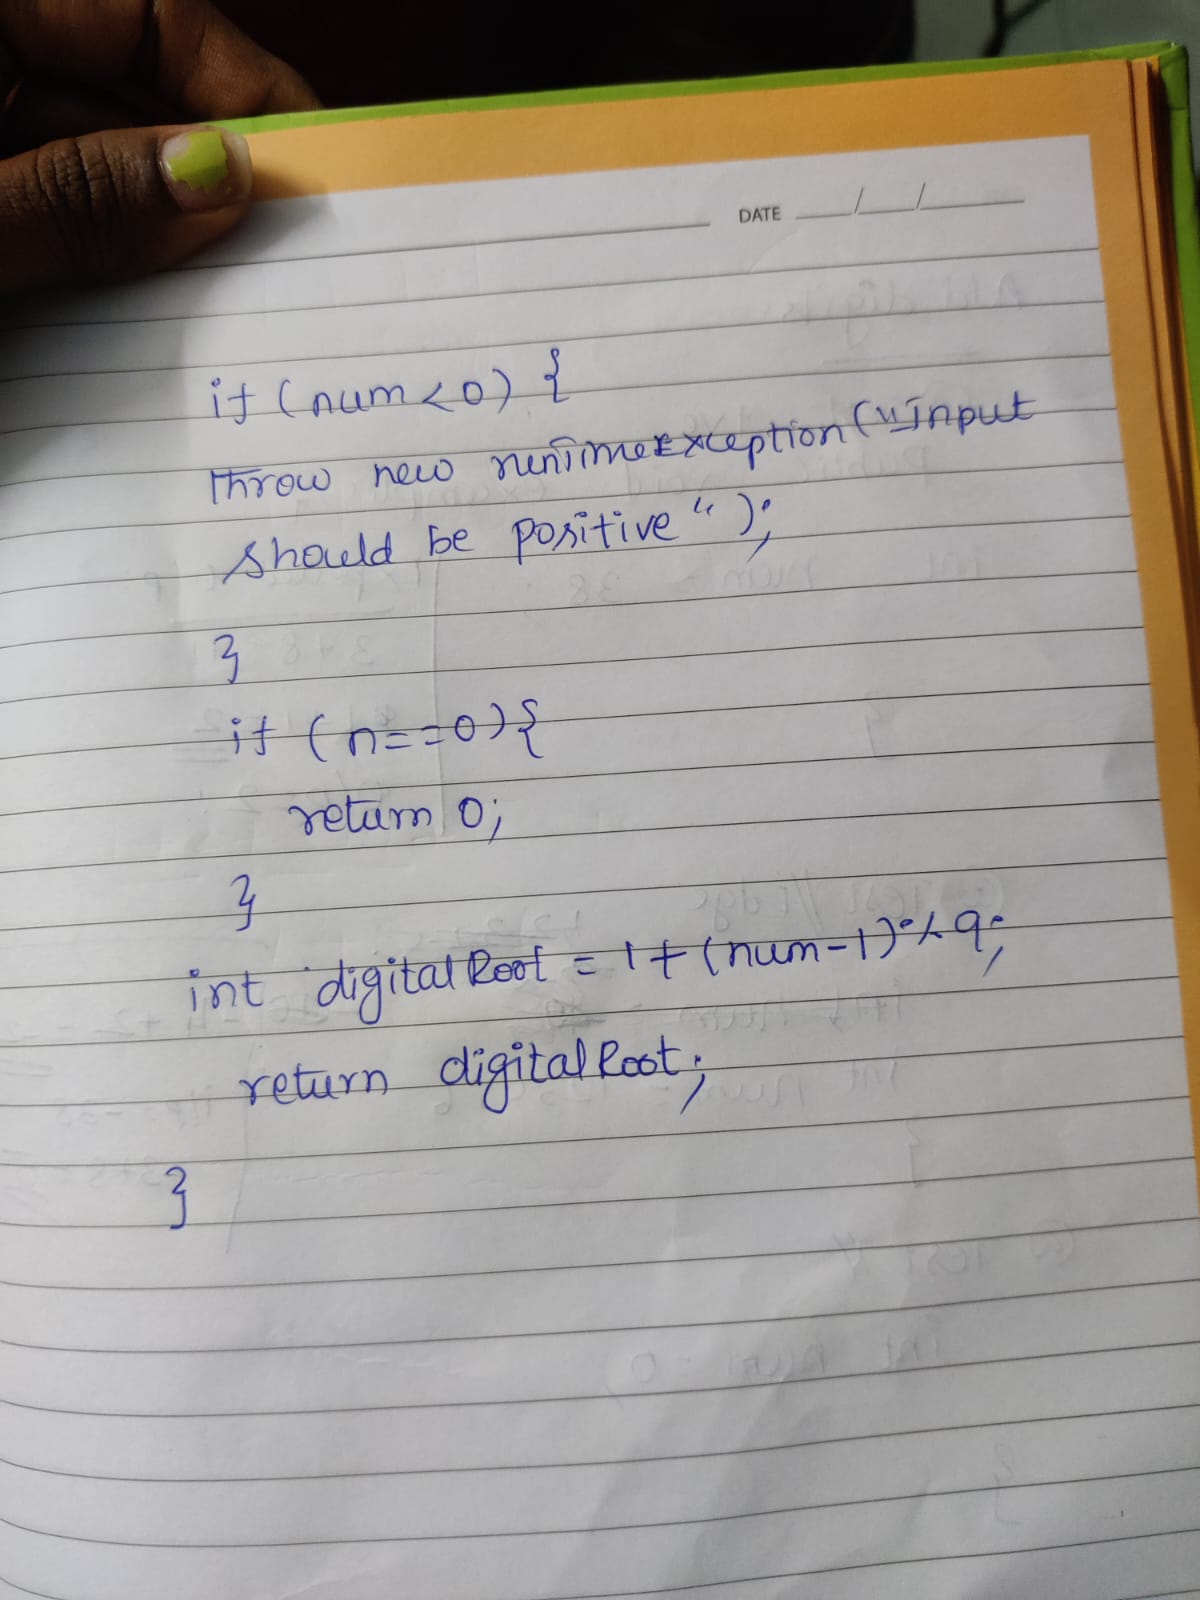 DATE
if (num<0) {
throw new runTimeException ("Input
should be positive");
}
if (n==0){
return 0;
}
int digitalRoot = 1+(num-1)%9;
return digitalRoot;
}